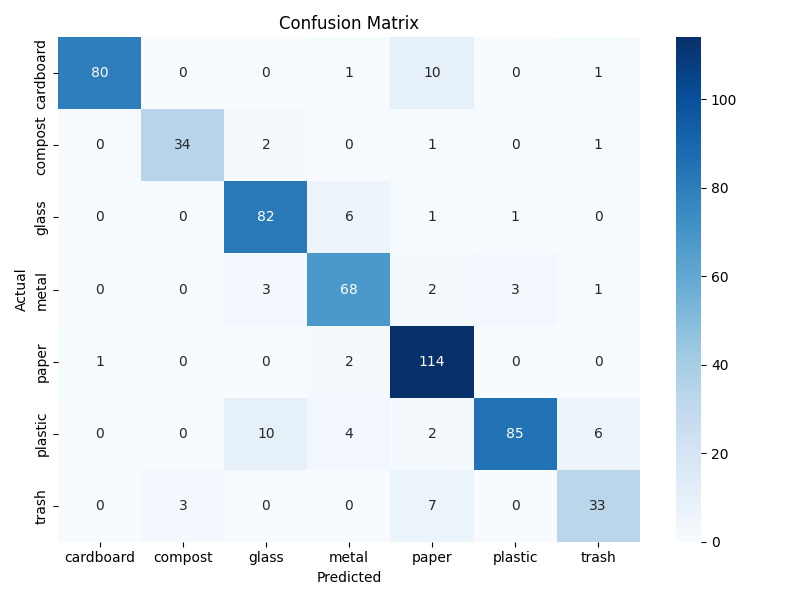 Confusion Matrix
cardboard 80 0 0 1 10 0 1
compost 0 34 2 0 1 0 1
glass 0 0 82 6 1 1 0
metal 0 0 3 68 2 3 1
paper 1 0 0 2 114 0 0
plastic 0 0 10 4 2 85 6
trash 0 3 0 0 7 0 33
cardboard compost glass metal paper plastic trash
Predicted
Actual
100
80
60
40
20
0